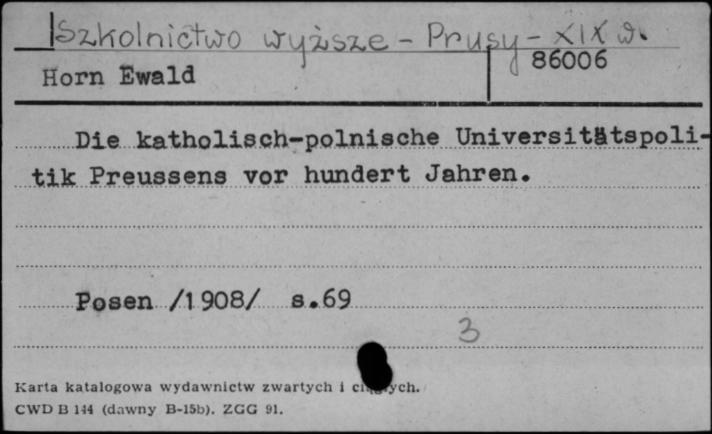 Szkolnictwo wyższe - Prusy - XIX w.
86006
Horn Ewald
Die katholisch-polnische Universitätspoli-
tik Preussens vor hundert Jahren.
Posen /1908/ s.69
3
Karta katalogowa wydawnictw zwartych i
CWD B 144 (dawny B-15b). ZGG 91.